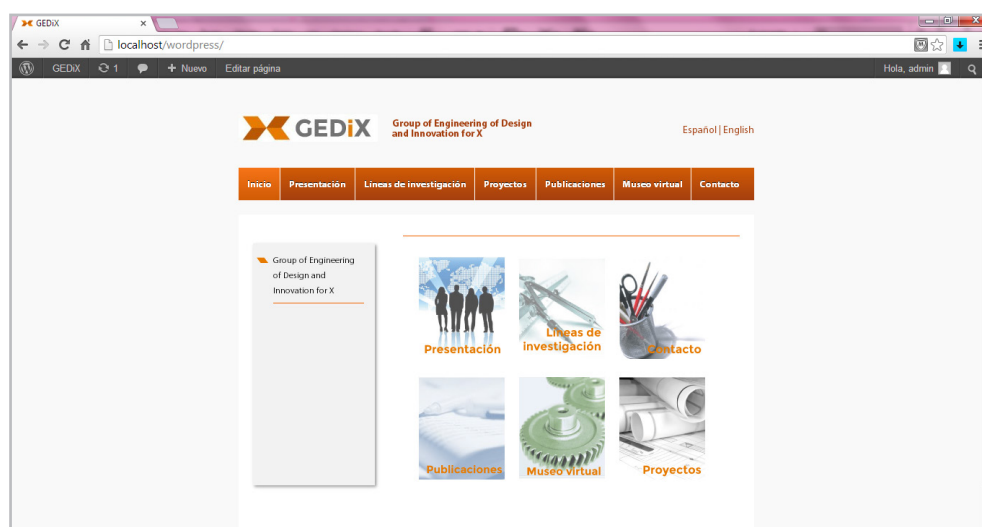 GEDiX
localhost/wordpress/
GEDiX 1 + Nuevo Editar página Hola, admin
GEDiX
Group of Engineering of Design
and Innovation for X
Español | English
Inicio Presentación Líneas de investigación Proyectos Publicaciones Museo virtual Contacto
Group of Engineering
of Design and
Innovation for X
Presentación
Líneas de
investigación
Contacto
Publicaciones
Museo virtual
Proyectos